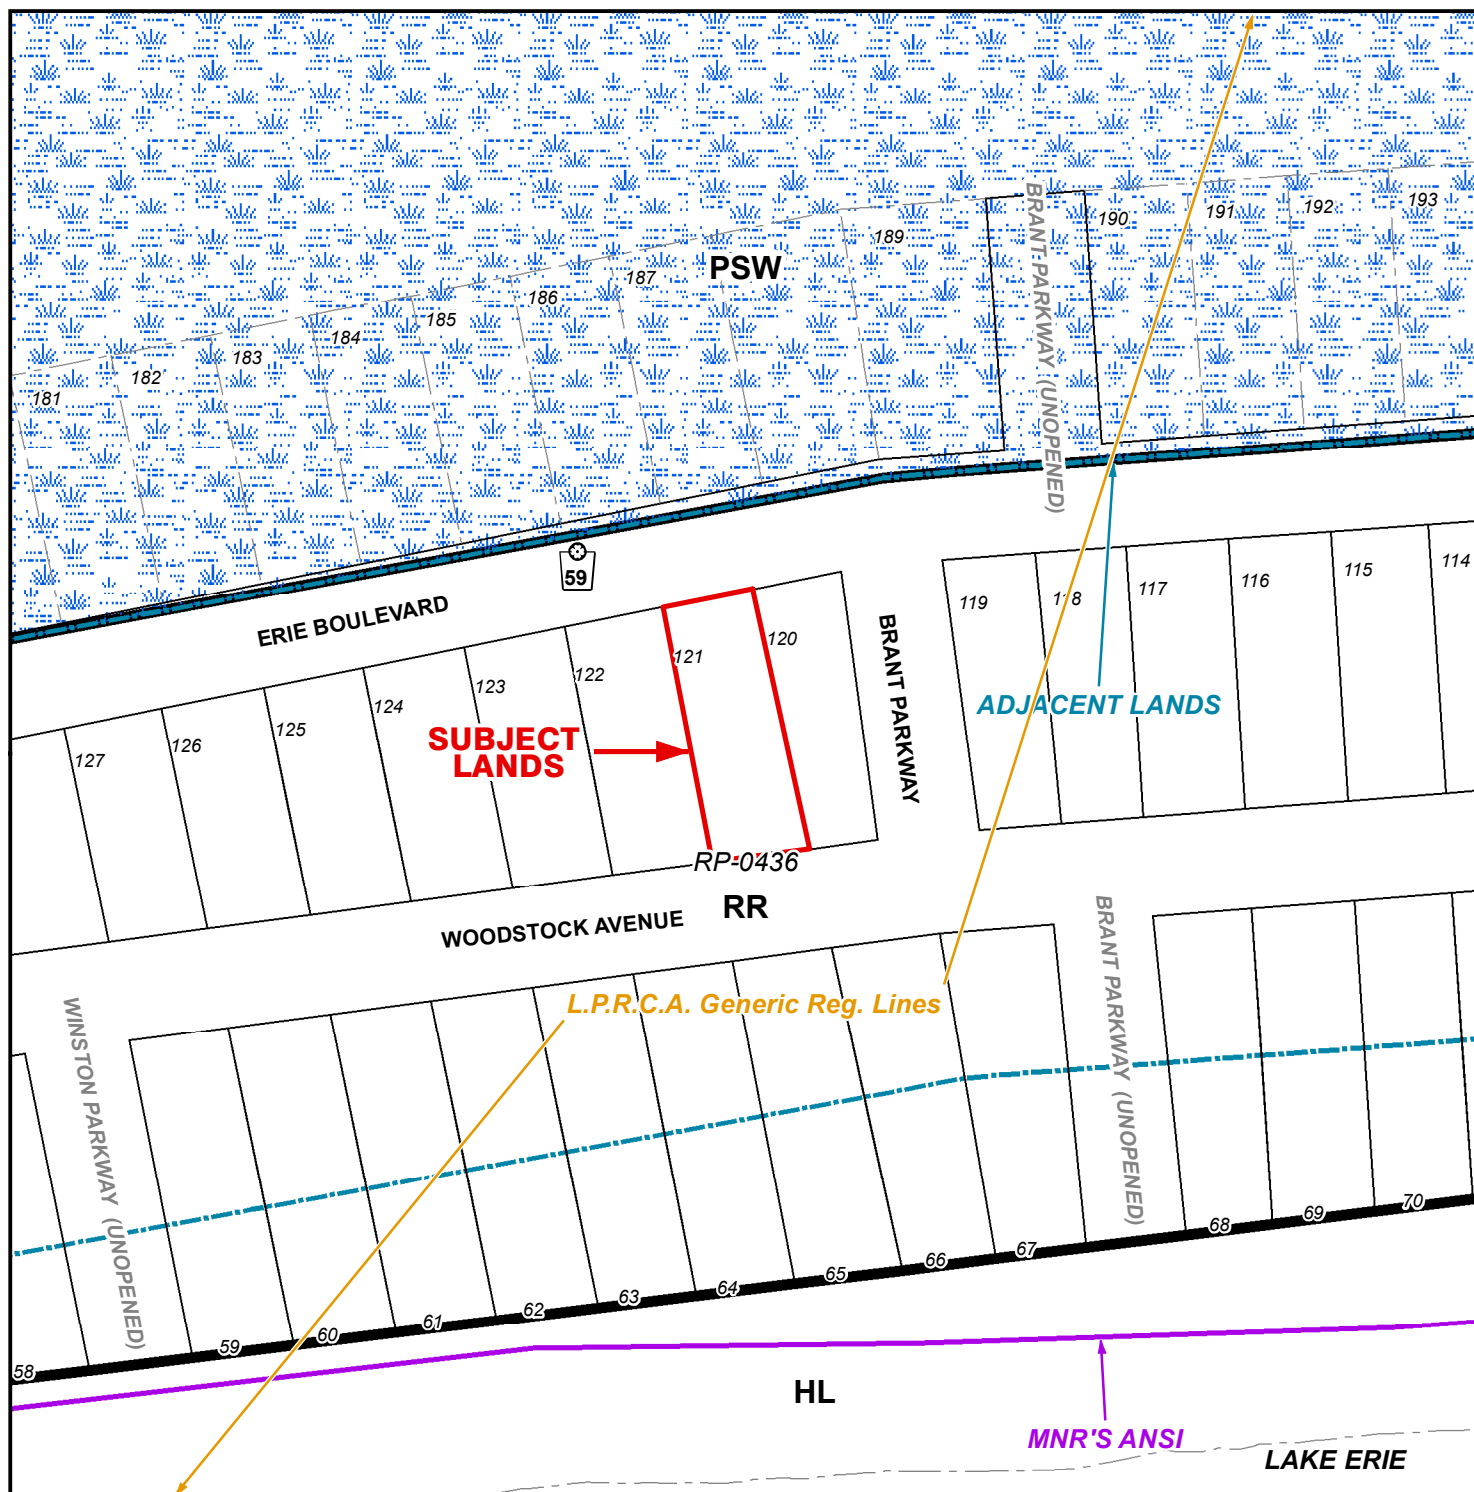 193
192
191
190
BRANT PARKWAY (UNOPENED)
189
PSW
187
186
185
184
183
182
181
59
ERIE BOULEVARD
114
115
116
117
118
119
BRANT PARKWAY
120
121
122
123
124
125
126
127
SUBJECT
LANDS
ADJACENT LANDS
RP-0436
RR
WOODSTOCK AVENUE
L.P.R.C.A. Generic Reg. Lines
WINSTON PARKWAY (UNOPENED)
BRANT PARKWAY (UNOPENED)
58
59
60
61
62
63
64
65
66
67
68
69
70
HL
MNR'S ANSI
LAKE ERIE